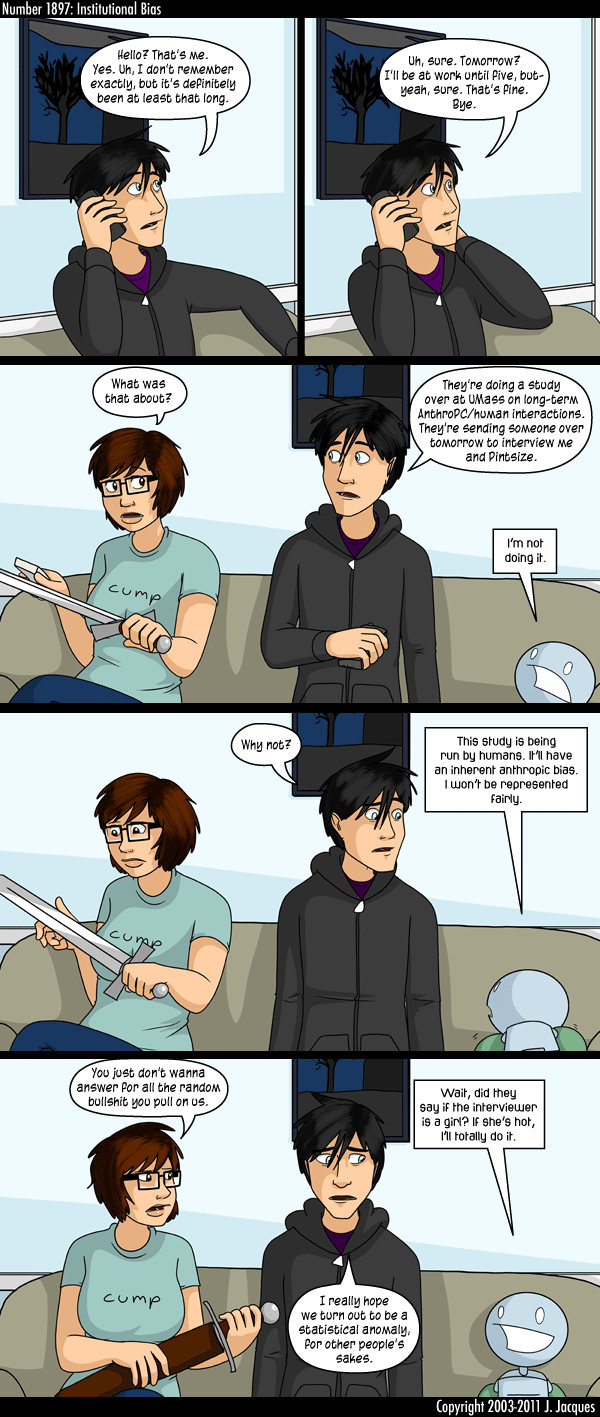 Number 1897: Institutional Bias
Hello? That's me.
Yes. Uh, I don't remember
exactly, but it's definitely
been at least that long.
Uh, sure. Tomorrow?
I'll be at work until five, but-
yeah, sure. That's fine.
Bye.
What was
that about?
They're doing a study
over at UMass on long-term
AnthroPC/human interactions.
They're sending someone over
tomorrow to interview me
and Pintsize.
I'm not
doing it.
cump
Why not?
This study is being
run by humans. It'll have
an inherent anthropic bias.
I won't be represented
fairly.
cump
You just don't wanna
answer for all the random
bullshit you pull on us.
Wait, did they
say if the interviewer
is a girl? If she's hot,
I'll totally do it.
cump
I really hope
we turn out to be a
statistical anomaly,
for other people's
sakes.
Copyright 2003-2011 J. Jacques